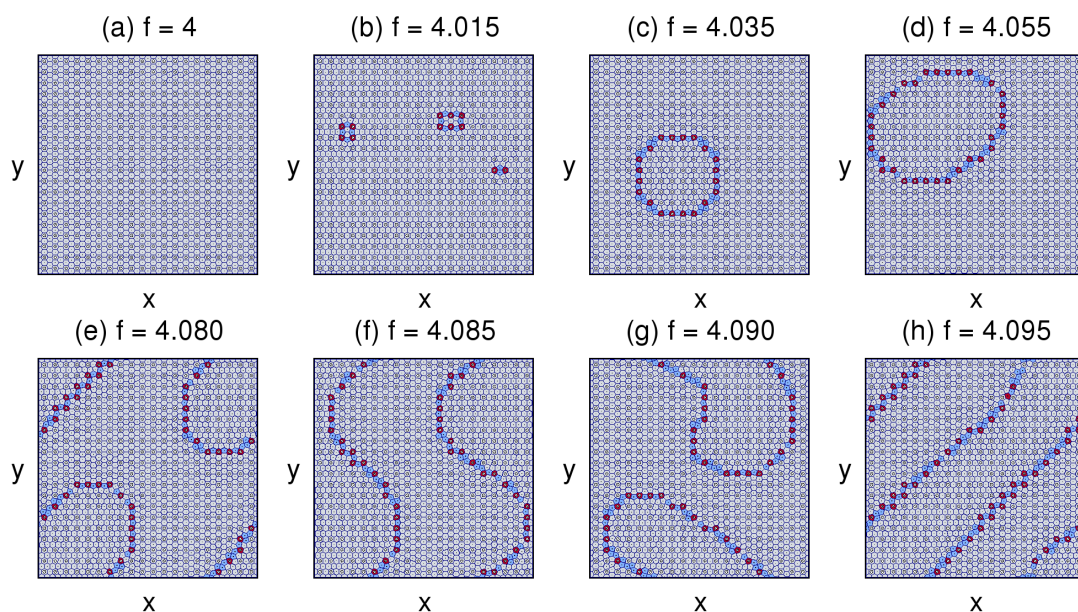 (a) f = 4 (b) f = 4.015 (c) f = 4.035 (d) f = 4.055
y y y y
x x x x
(e) f = 4.080 (f) f = 4.085 (g) f = 4.090 (h) f = 4.095
y y y y
x x x x